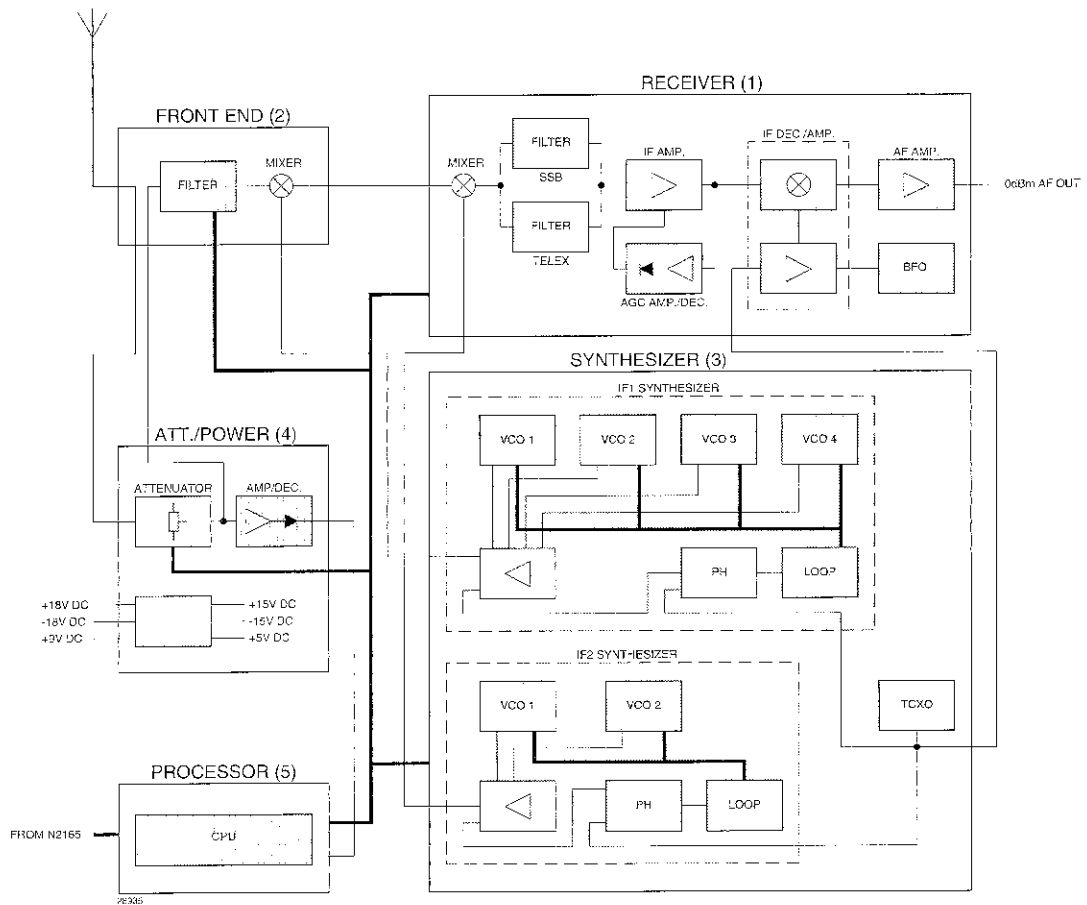 RECEIVER (1)
FRONT END (2)
MIXER
FILTER
MIXER
FILTER
SSB
FILTER
TELEX
IF AMP.
AGC AMP./DEC.
IF DEC./AMP.
AF AMP.
0dBm AF OUT
BFO
SYNTHESIZER (3)
IF1 SYNTHESIZER
VCO 1
VCO 2
VCO 3
VCO 4
PH
LOOP
ATT./POWER (4)
ATTENUATOR
AMP/DEC.
+18V DC
-18V DC
+9V DC
+15V DC
-15V DC
+5V DC
IF2 SYNTHESIZER
VCO 1
VCO 2
PH
LOOP
TCXO
PROCESSOR (5)
FROM N2165
CPU